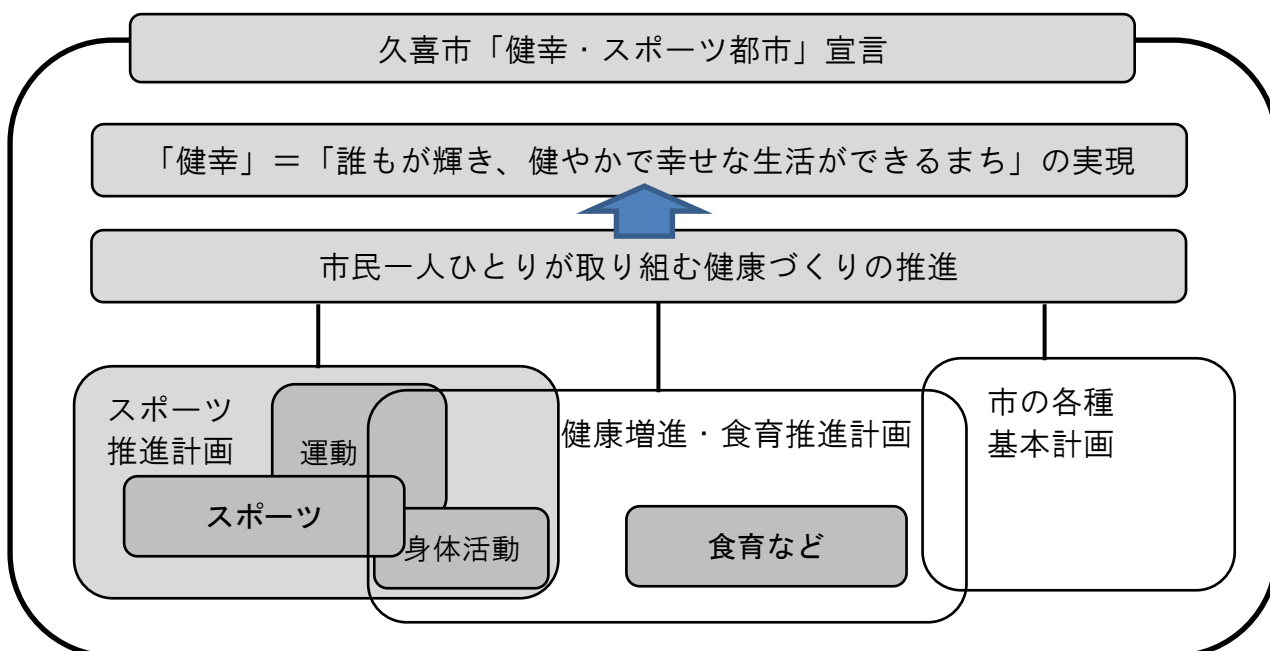 久喜市「健幸・スポーツ都市」宣言
「健幸」＝「誰もが輝き、健やかで幸せな生活ができるまち」の実現
市民一人ひとりが取り組む健康づくりの推進
スポーツ
推進計画
運動
スポーツ
身体活動
健康増進・食育推進計画
食育など
市の各種
基本計画